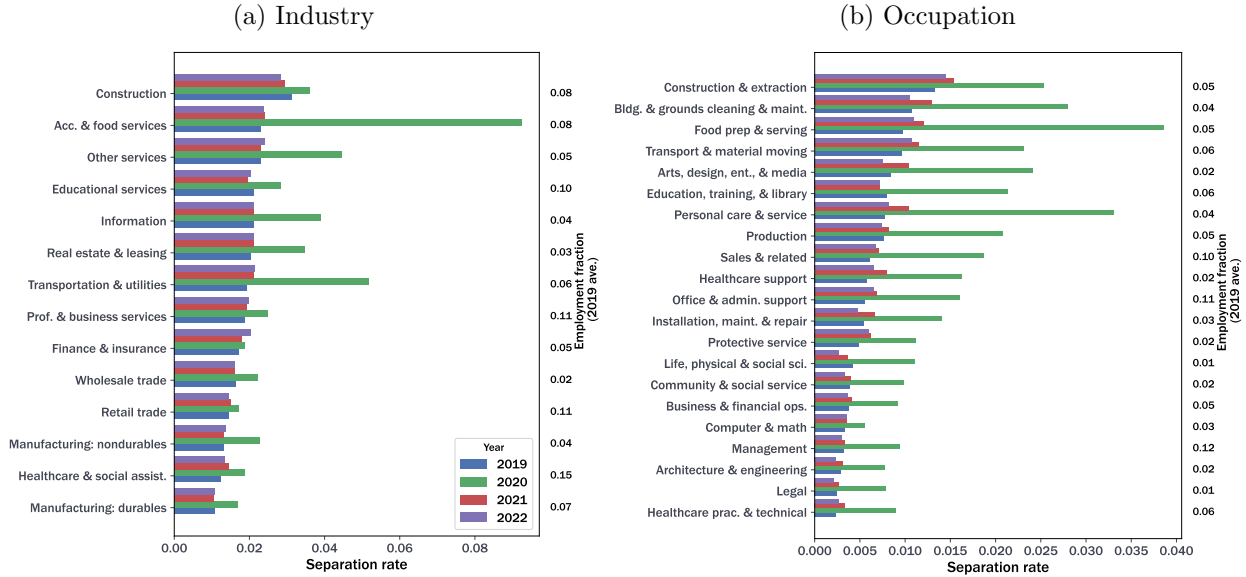 (a) Industry
Construction 0.08
Acc. & food services 0.08
Other services 0.05
Educational services 0.10
Information 0.04
Real estate & leasing 0.03
Transportation & utilities 0.06
Prof. & business services 0.11
Finance & insurance 0.05
Wholesale trade 0.02
Retail trade 0.11
Manufacturing: nondurables 0.04
Healthcare & social assist. 0.15
Manufacturing: durables 0.07
Employment fraction
(2019 ave.)
Year
2019
2020
2021
2022
0.00 0.02 0.04 0.06 0.08
Separation rate
(b) Occupation
Construction & extraction 0.05
Bldg. & grounds cleaning & maint. 0.04
Food prep & serving 0.05
Transport & material moving 0.06
Arts, design, ent., & media 0.02
Education, training, & library 0.06
Personal care & service 0.04
Production 0.05
Sales & related 0.10
Healthcare support 0.02
Office & admin. support 0.11
Installation, maint. & repair 0.03
Protective service 0.02
Life, physical & social sci. 0.01
Community & social service 0.02
Business & financial ops. 0.05
Computer & math 0.03
Management 0.12
Architecture & engineering 0.02
Legal 0.01
Healthcare prac. & technical 0.06
Employment fraction
(2019 ave.)
0.000 0.005 0.010 0.015 0.020 0.025 0.030 0.035 0.040
Separation rate